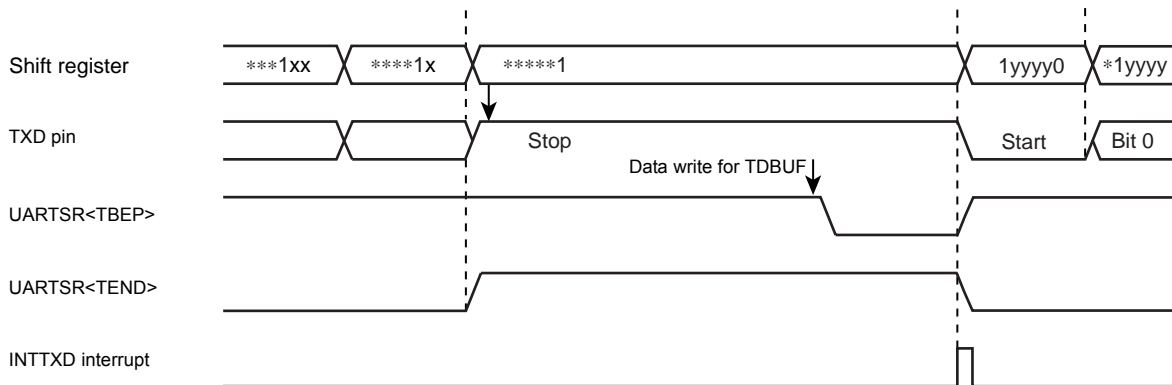 Shift register ***1xx ****1x *****1 1yyyy0 *1yyyy
TXD pin Stop Start Bit 0
Data write for TDBUF
UARTSR<TBEP>
UARTSR<TEND>
INTTXD interrupt